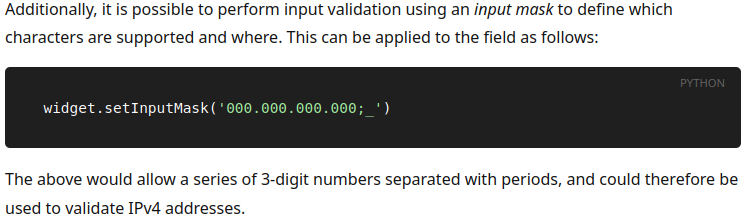 Additionally, it is possible to perform input validation using an input mask to define which
characters are supported and where. This can be applied to the field as follows:
PYTHON
widget.setInputMask('000.000.000.000;_')
The above would allow a series of 3-digit numbers separated with periods, and could therefore be
used to validate IPv4 addresses.